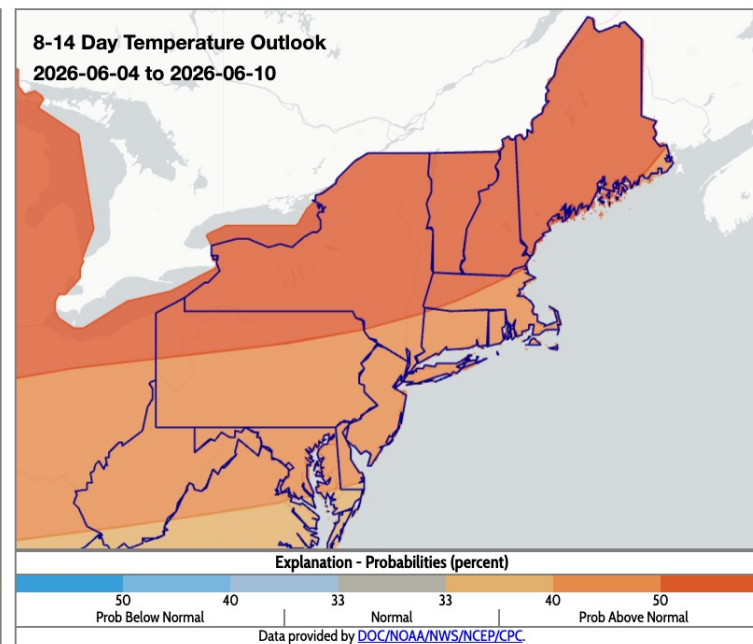 8-14 Day Temperature Outlook
2026-06-04 to 2026-06-10
Explanation - Probabilities (percent)
50 40 33 33 40 50
Prob Below Normal | Normal | Prob Above Normal
Data provided by DOC/NOAA/NWS/NCEP/CPC.